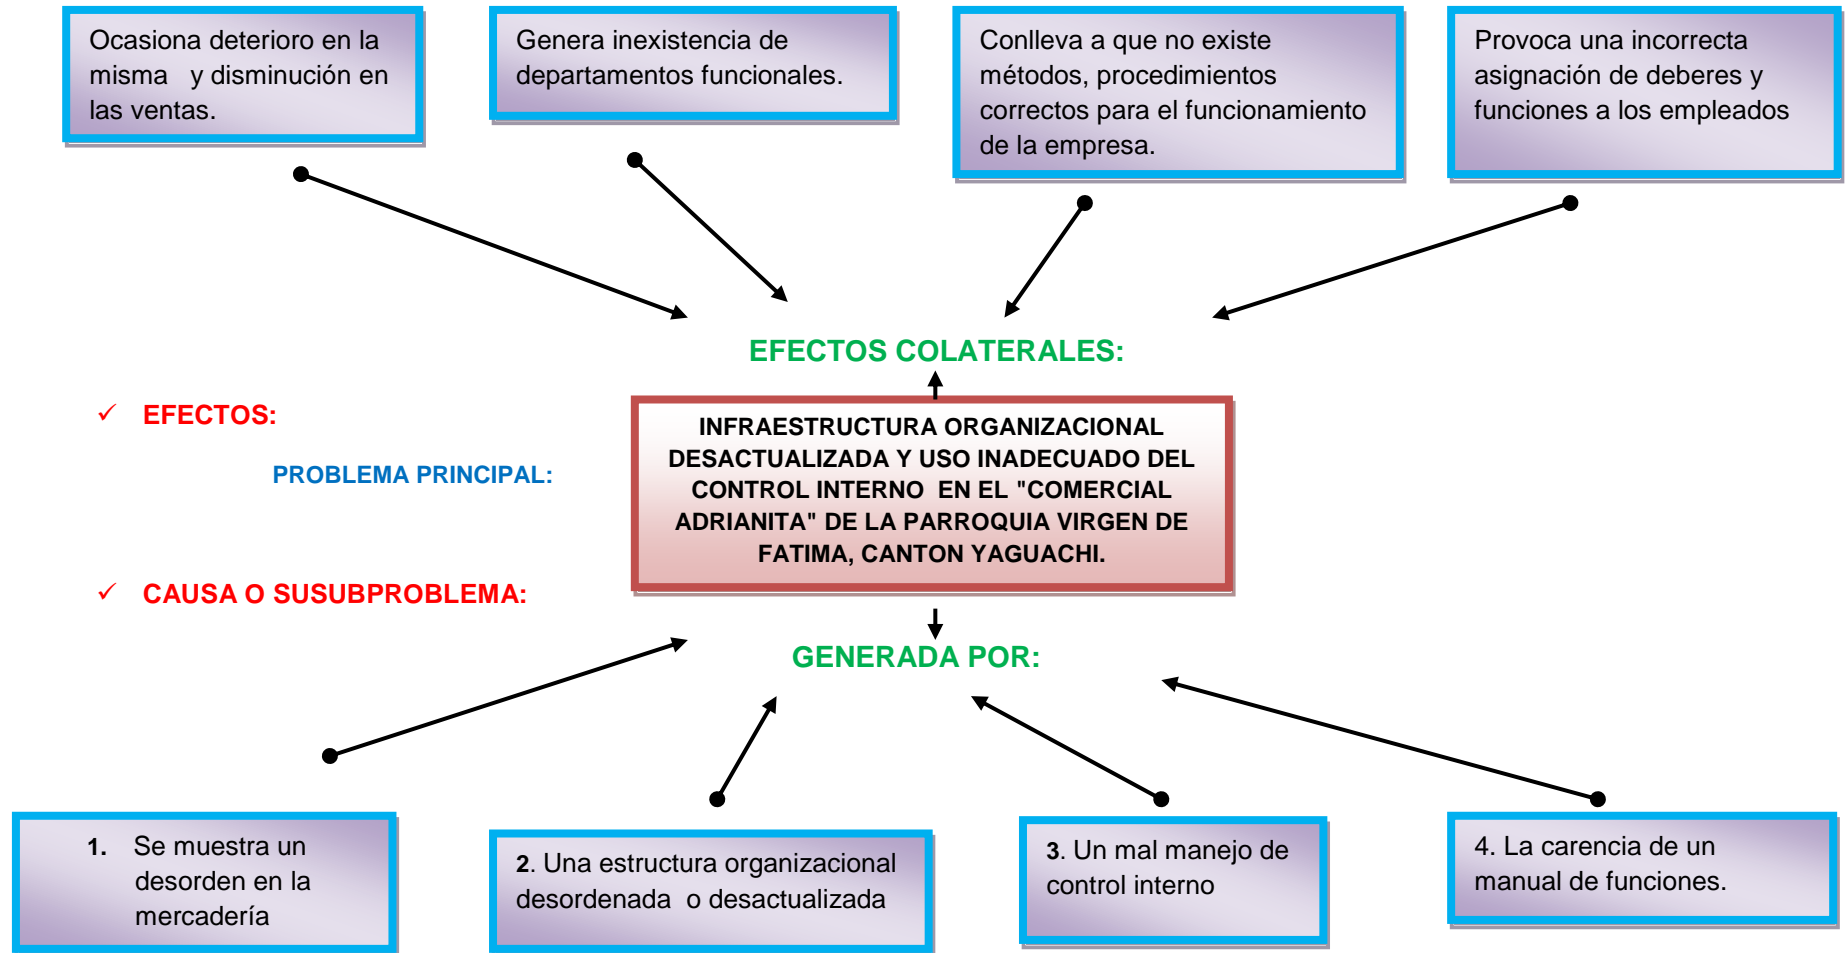 Ocasiona deterioro en la
misma y disminución en
las ventas.
Genera inexistencia de
departamentos funcionales.
Conlleva a que no existe
métodos, procedimientos
correctos para el funcionamiento
de la empresa.
Provoca una incorrecta
asignación de deberes y
funciones a los empleados
EFECTOS COLATERALES:
✓ EFECTOS:
PROBLEMA PRINCIPAL:
INFRAESTRUCTURA ORGANIZACIONAL
DESACTUALIZADA Y USO INADECUADO DEL
CONTROL INTERNO EN EL "COMERCIAL
ADRIANITA" DE LA PARROQUIA VIRGEN DE
FATIMA, CANTON YAGUACHI.
✓ CAUSA O SUSUBPROBLEMA:
GENERADA POR:
1. Se muestra un
desorden en la
mercadería
2. Una estructura organizacional
desordenada o desactualizada
3. Un mal manejo de
control interno
4. La carencia de un
manual de funciones.